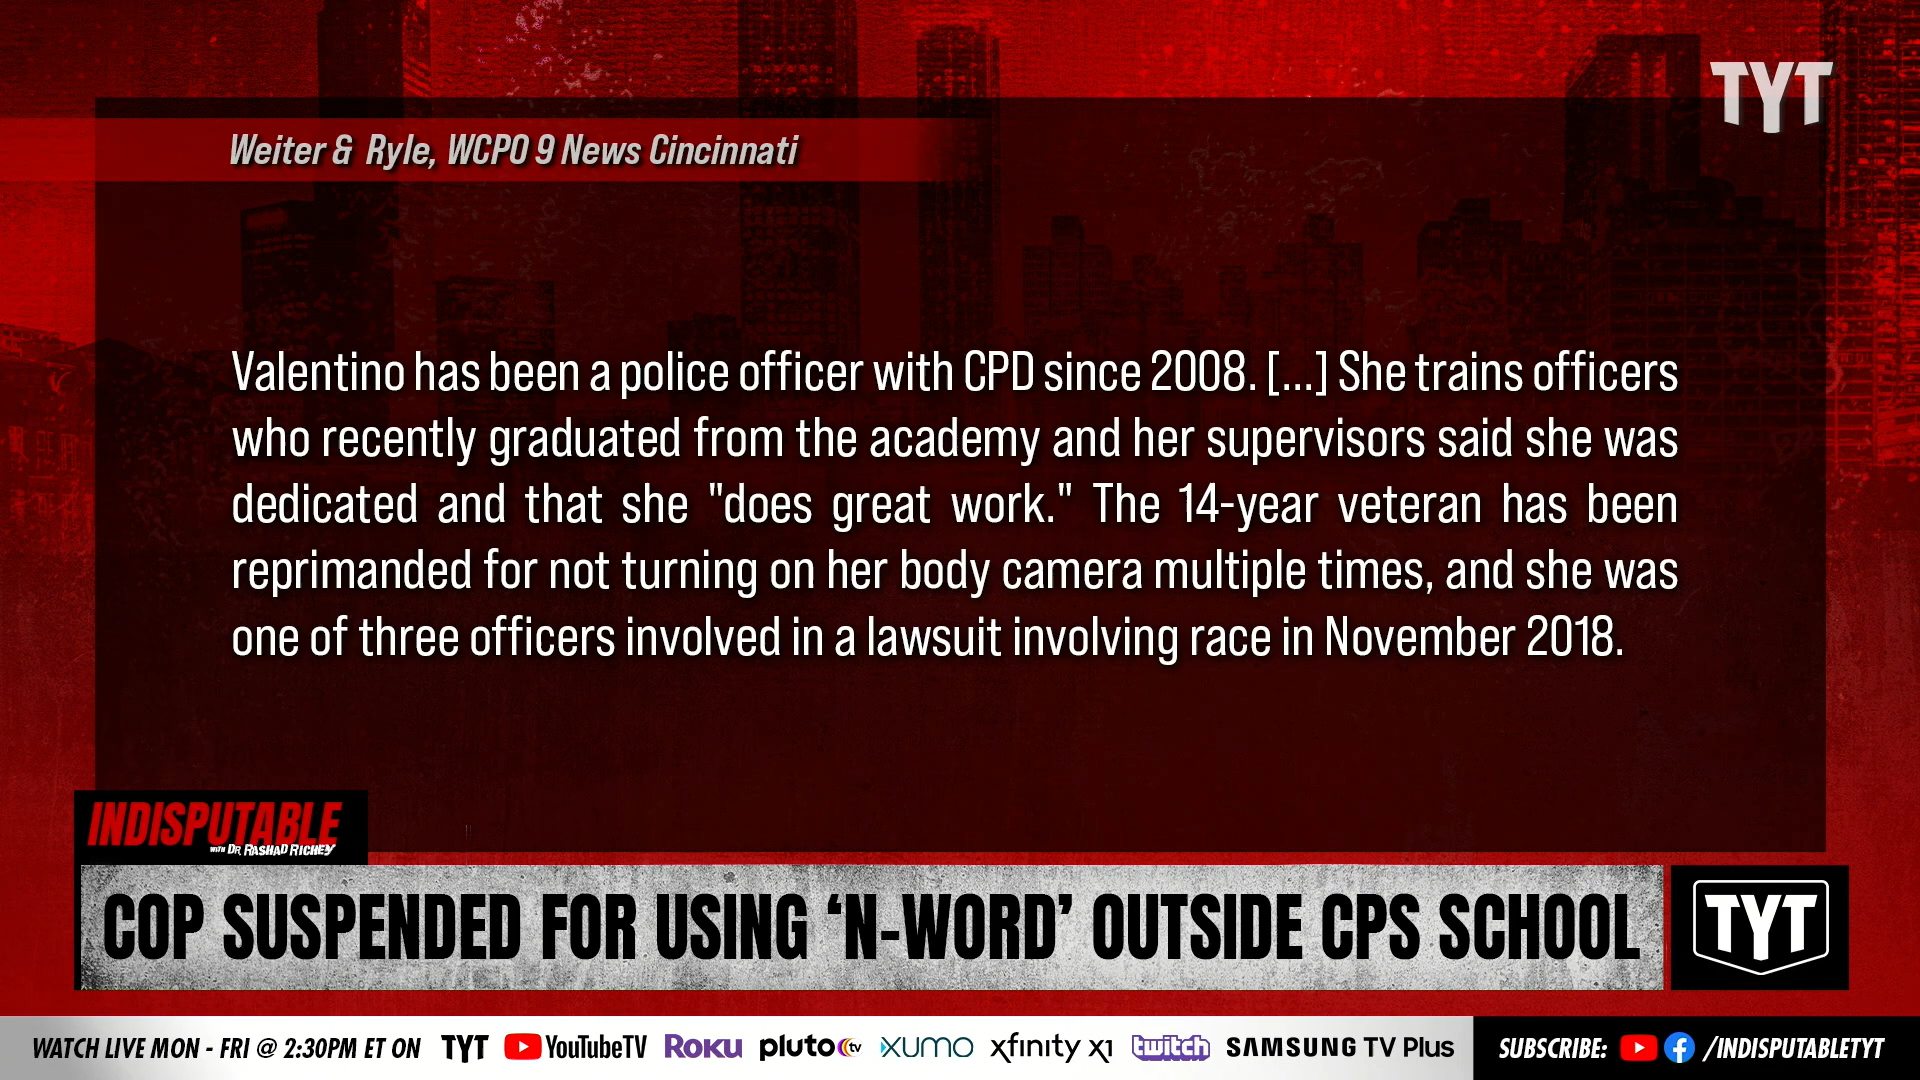 TYT
Weiter & Ryle, WCPO 9 News Cincinnati
Valentino has been a police officer with CPD since 2008. [...] She trains officers
who recently graduated from the academy and her supervisors said she was
dedicated and that she "does great work." The 14-year veteran has been
reprimanded for not turning on her body camera multiple times, and she was
one of three officers involved in a lawsuit involving race in November 2018.
INDISPUTABLE
WITH DR RASHAD RICHEY
COP SUSPENDED FOR USING ‘N-WORD’ OUTSIDE CPS SCHOOL
TYT
WATCH LIVE MON - FRI @ 2:30PM ET ON TYT YouTubeTV ROKU pluto tv XUMO xfinity x1 twitch SAMSUNG TV Plus SUBSCRIBE: /INDISPUTABLETYT